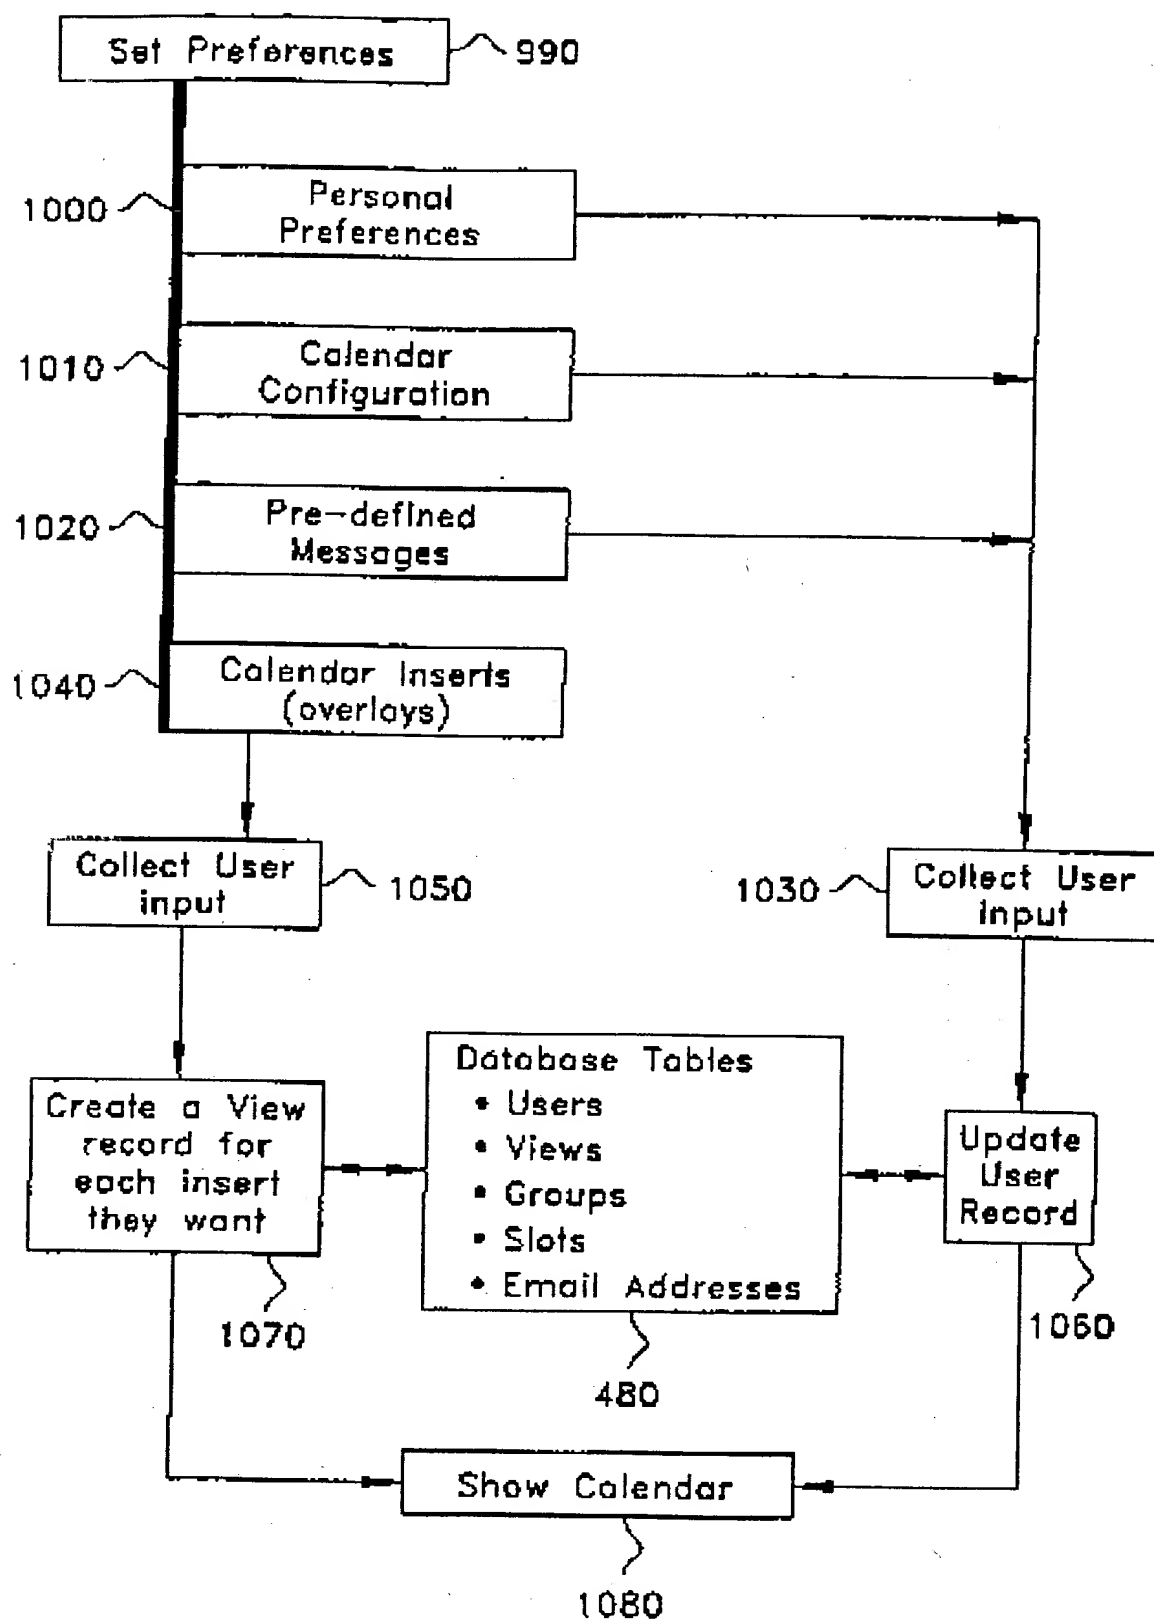 Set Preferences
990
1000
Personal
Preferences
1010
Calendar
Configuration
1020
Pre-defined
Messages
1040
Calendar Inserts
(overlays)
Collect User
input
1050
1030
Collect User
Input
Create a View
record for
each insert
they want
1070
Database Tables
• Users
• Views
• Groups
• Slots
• Email Addresses
480
Update
User
Record
1060
Show Calendar
1080